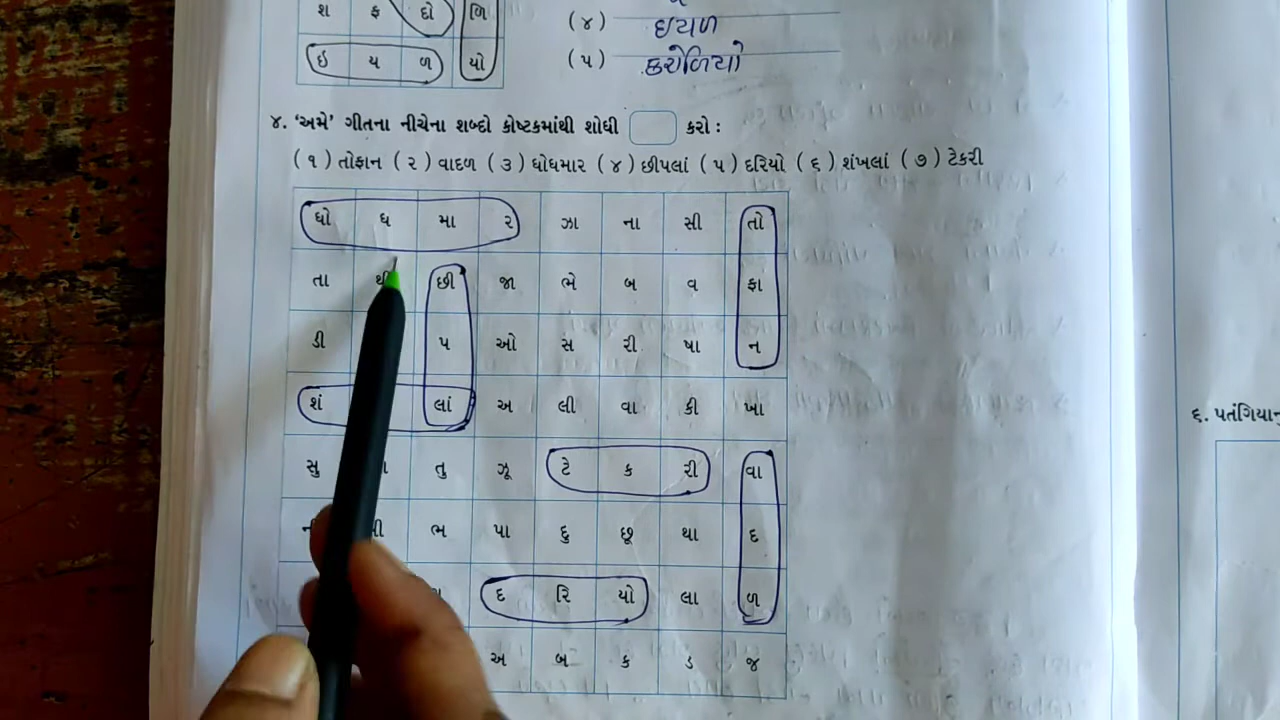 શ ફ દો ળિ (૪)
ઇયળ
ઇ ય ળ યો (૫) કરોળિયો
૪. ‘અમે’ ગીતના નીચેના શબ્દો કોષ્ટકમાંથી શોધી કરો :
(૧) તોફાન (૨) વાદળ (૩) ધોધમાર (૪) છીપલાં (૫) દરિયો (૬) શંખલાં (૭) ટેકરી
ધો ધ મા ર ઝા ના સી તો
તા થી છી જા ભે બ વ ફા
ડી પ ઓ સ રી ષા ન
શં લાં અ લી વા કી ખા
સુ તુ ઝૂ ટે ક રી વા
ભ પા દુ છૂ થા દ
દ રિ યો લા ળ
અ બ ક ડ જ
૬. પતંગિયાનુ